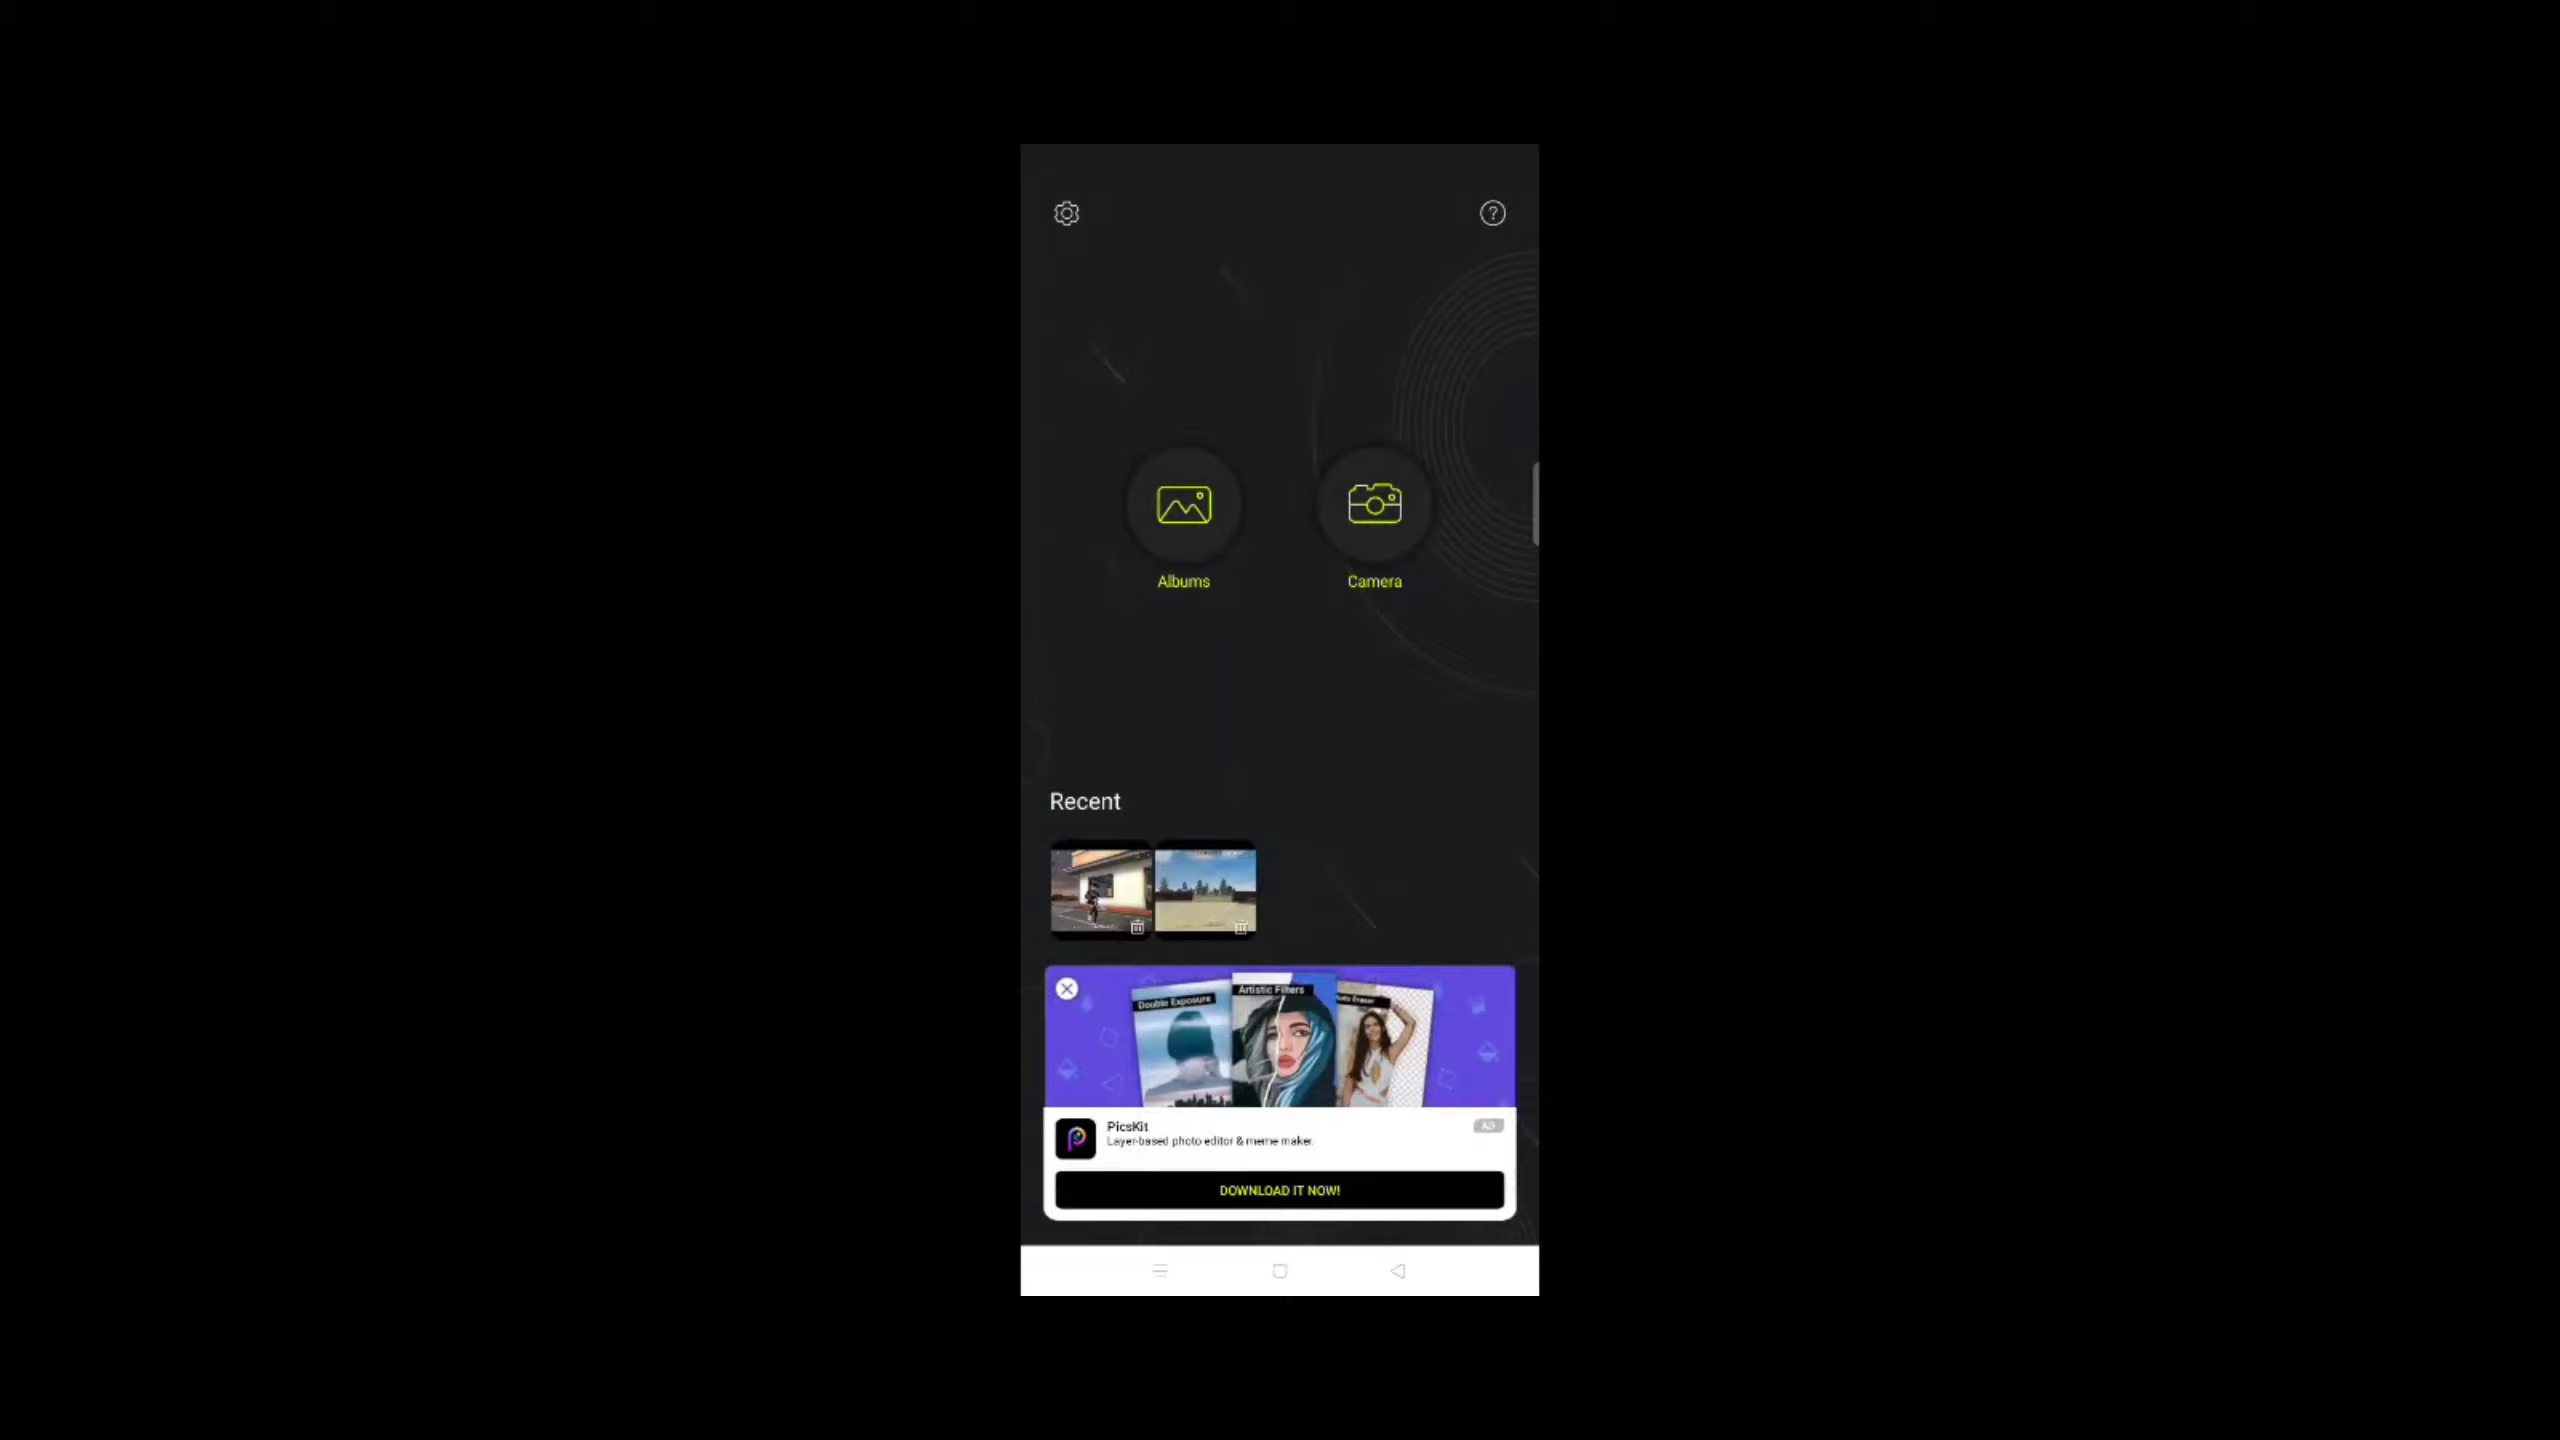 Albums
Camera
Recent
Double Exposure
Artistic Filters
PicsKit
AD
Layer-based photo editor & meme maker.
DOWNLOAD IT NOW!